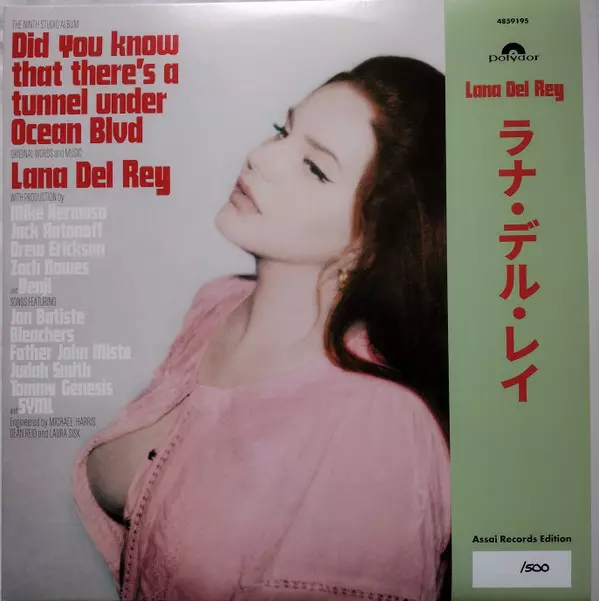 THE NINTH STUDIO ALBUM
Did You know
that there's a
tunnel under
Ocean Blvd
ORIGINAL WORDS and MUSIC
Lana Del Rey
WITH PRODUCTION by
Mike Hermosa
Jack Antonoff
Drew Erickson
Zach Dawes
and Benji
SONGS FEATURING
Jon Batiste
Bleachers
Father John Misty
Judah Smith
Tommy Genesis
and SYML
Engineered by MICHAEL HARRIS
DEAN REID and LAURA SISK
4859195
polydor
Lana Del Rey
ラナ・デル・レイ
Assai Records Edition
/500